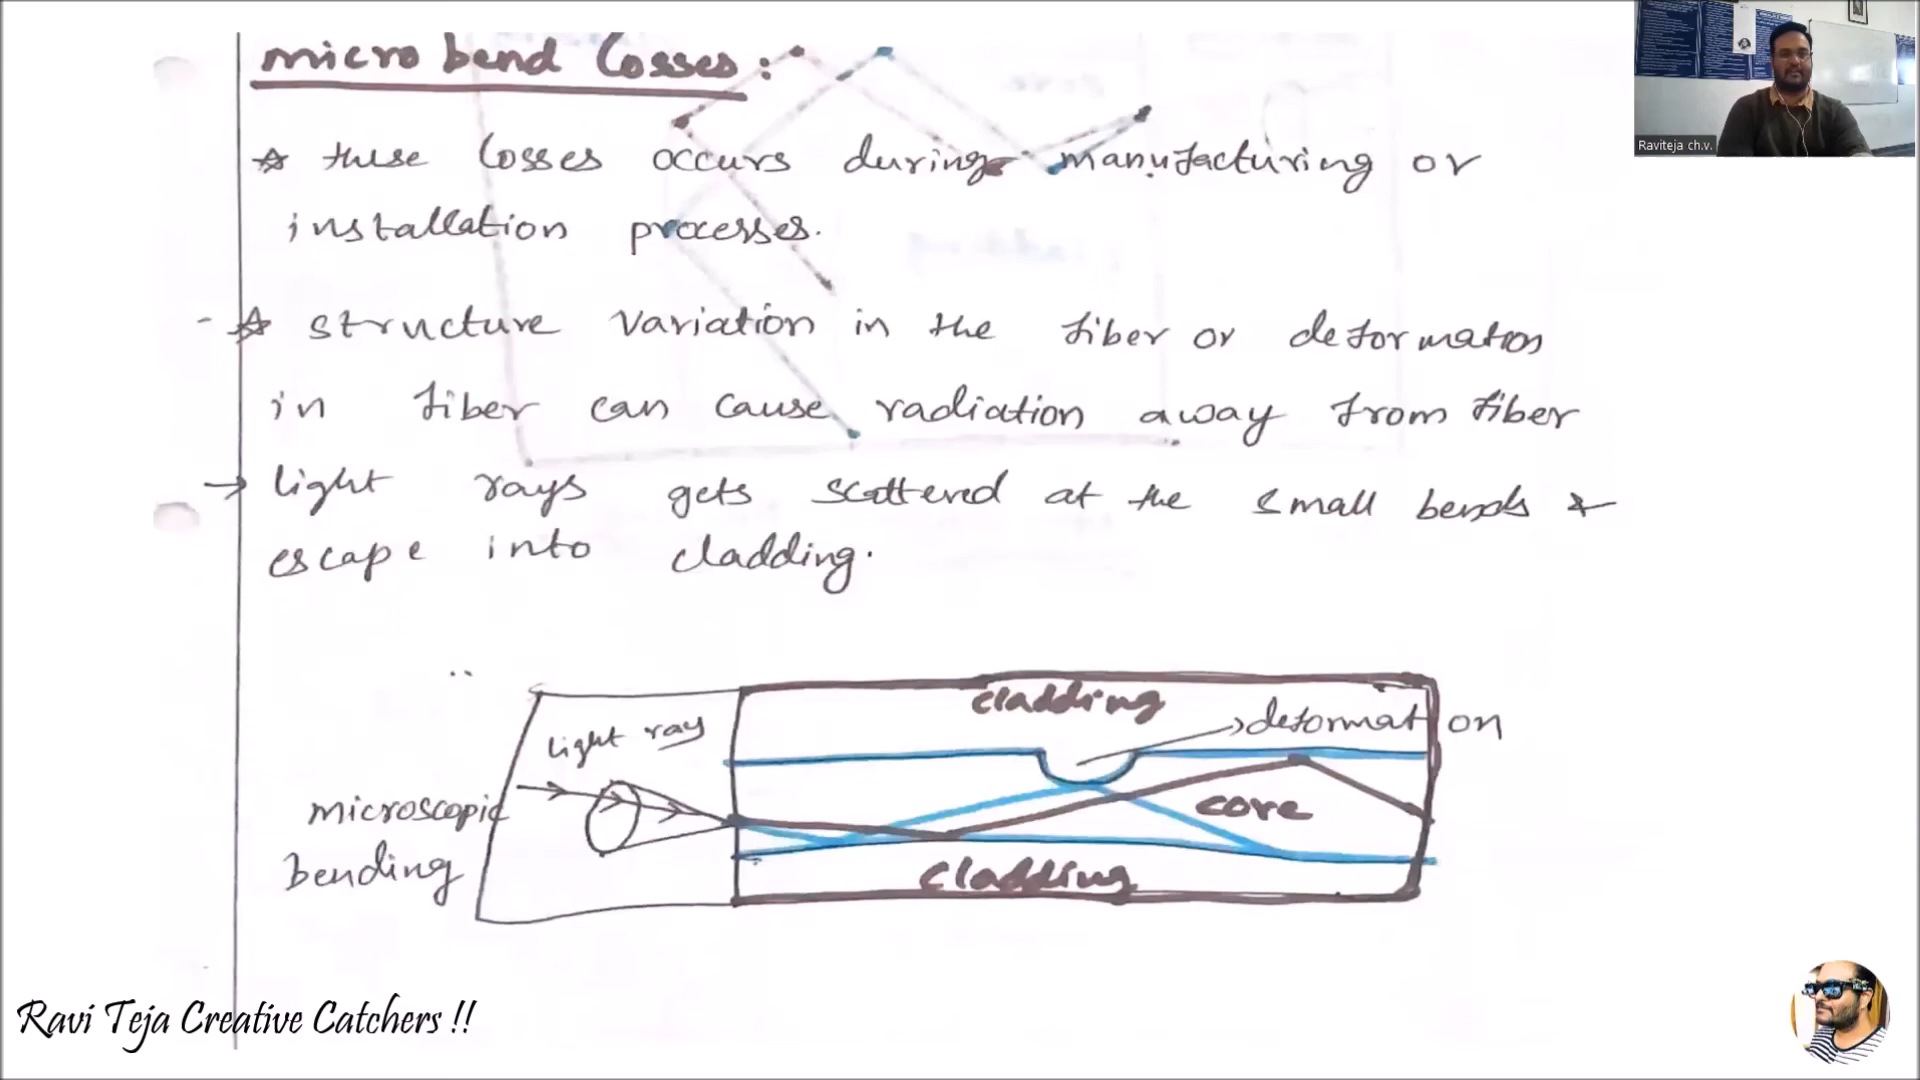 micro bend Losses :
Raviteja ch.v.
☆ these losses occurs during manufacturing or
installation processes.
- ☆ structure variation in the fiber or deformation
in fiber can cause radiation away from fiber
→ light rays gets scattered at the small bends &
escape into cladding.
cladding
light ray
deformation
microscopic
bending
core
cladding
Ravi Teja Creative Catchers !!